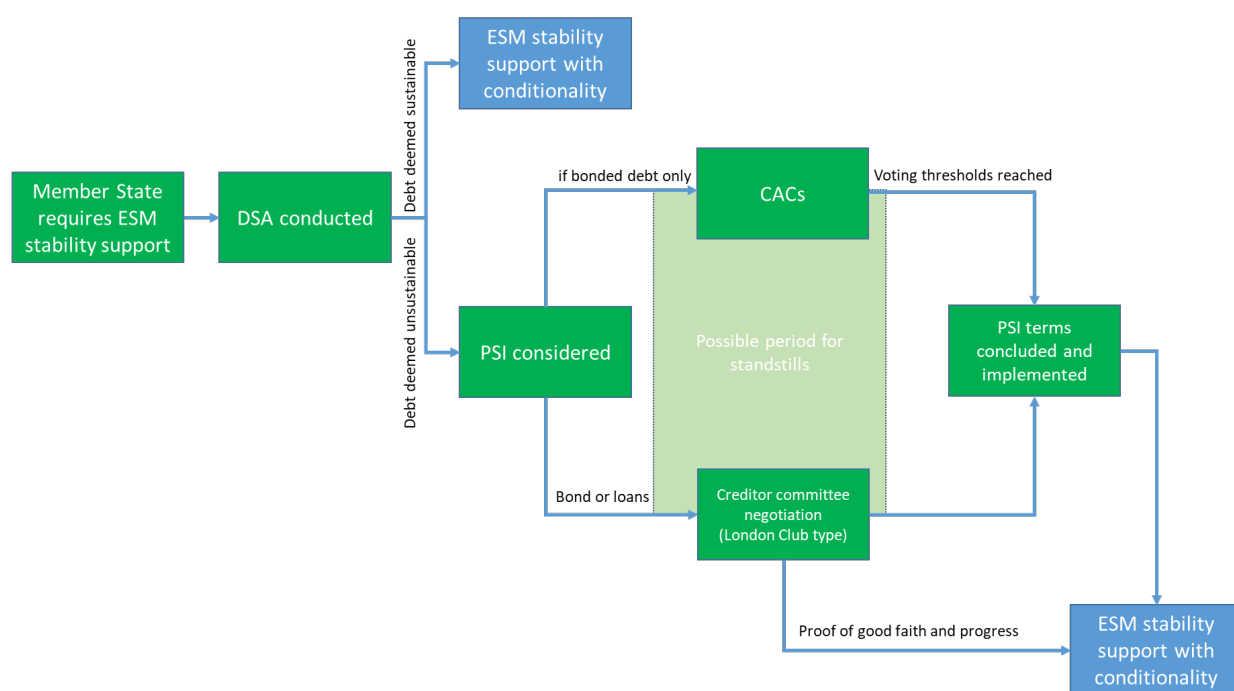 ESM stability
support with
conditionality
Debt deemed sustainable
if bonded debt only
CACs
Voting thresholds reached
Member State
requires ESM
stability support
DSA conducted
Debt deemed unsustainable
PSI considered
Possible period for
standstills
PSI terms
concluded and
implemented
Bond or loans
Creditor committee
negotiation
(London Club type)
Proof of good faith and progress
ESM stability
support with
conditionality